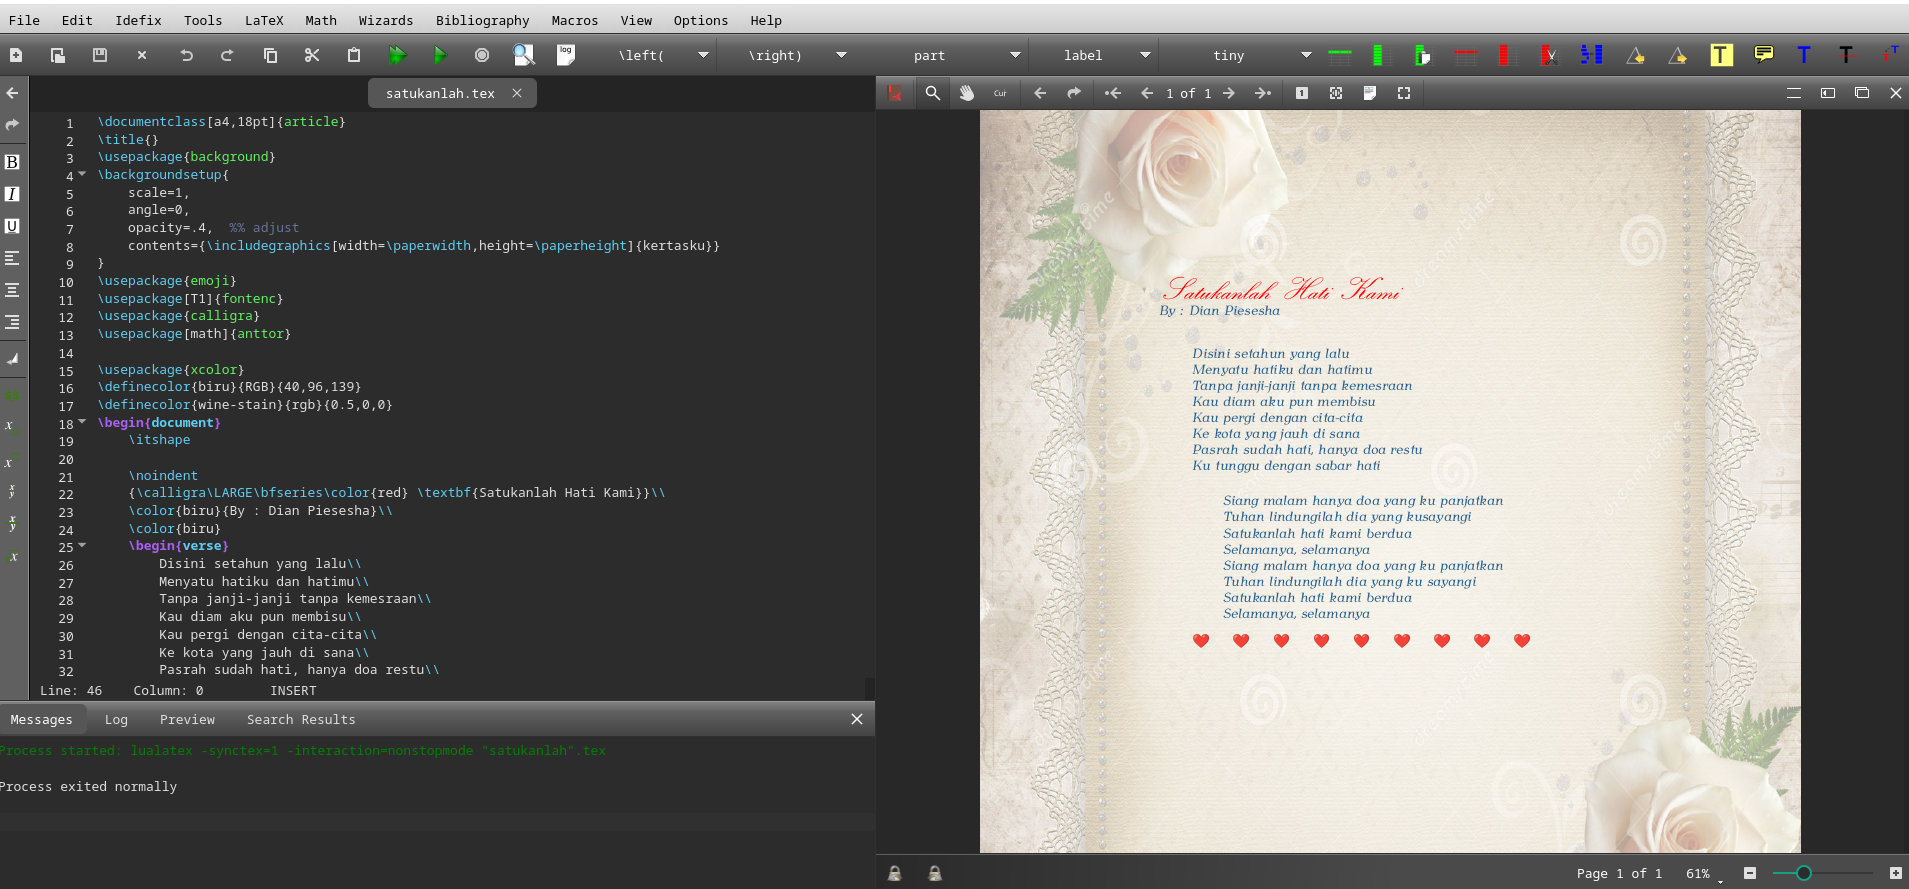 File Edit Idefix Tools LaTeX Math Wizards Bibliography Macros View Options Help
log \left( \right) part label tiny T T T T
satukanlah.tex
Cur 1 of 1 1
B
I
U
1 \documentclass[a4,18pt]{article}
2 \title{}
3 \usepackage{background}
4 \backgroundsetup{
5 scale=1,
6 angle=0,
7 opacity=.4, %% adjust
8 contents={\includegraphics[width=\paperwidth,height=\paperheight]{kertasku}}
9 }
10 \usepackage{emoji}
11 \usepackage[T1]{fontenc}
12 \usepackage{calligra}
13 \usepackage[math]{anttor}
14
15 \usepackage{xcolor}
16 \definecolor{biru}{RGB}{40,96,139}
17 \definecolor{wine-stain}{rgb}{0.5,0,0}
18 \begin{document}
19 \itshape
20
21 \noindent
22 {\calligra\LARGE\bfseries\color{red} \textbf{Satukanlah Hati Kami}}\\
23 \color{biru}{By : Dian Piesesha}\\
24 \color{biru}
25 \begin{verse}
26 Disini setahun yang lalu\\
27 Menyatu hatiku dan hatimu\\
28 Tanpa janji-janji tanpa kemesraan\\
29 Kau diam aku pun membisu\\
30 Kau pergi dengan cita-cita\\
31 Ke kota yang jauh di sana\\
32 Pasrah sudah hati, hanya doa restu\\
Line: 46 Column: 0 INSERT
Messages Log Preview Search Results
Process started: lualatex -synctex=1 -interaction=nonstopmode "satukanlah".tex
Process exited normally
Satukanlah Hati Kami
By : Dian Piesesha
Disini setahun yang lalu
Menyatu hatiku dan hatimu
Tanpa janji-janji tanpa kemesraan
Kau diam aku pun membisu
Kau pergi dengan cita-cita
Ke kota yang jauh di sana
Pasrah sudah hati, hanya doa restu
Ku tunggu dengan sabar hati
Siang malam hanya doa yang ku panjatkan
Tuhan lindungilah dia yang kusayangi
Satukanlah hati kami berdua
Selamanya, selamanya
Siang malam hanya doa yang ku panjatkan
Tuhan lindungilah dia yang ku sayangi
Satukanlah hati kami berdua
Selamanya, selamanya
dreamstime
dreamstime
Page 1 of 1 61%